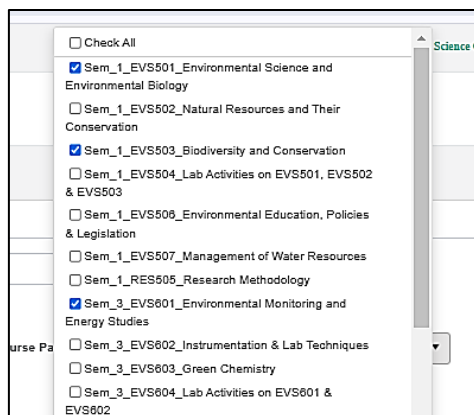 Check All
Science
Sem_1_EVS501_Environmental Science and
Environmental Biology
Sem_1_EVS502_Natural Resources and Their
Conservation
Sem_1_EVS503_Biodiversity and Conservation
Sem_1_EVS504_Lab Activities on EVS501, EVS502
& EVS503
Sem_1_EVS506_Environmental Education, Policies
& Legislation
Sem_1_EVS507_Management of Water Resources
Sem_1_RES505_Research Methodology
Sem_3_EVS601_Environmental Monitoring and
Energy Studies
urse Pa
Sem_3_EVS602_Instrumentation & Lab Techniques
Sem_3_EVS603_Green Chemistry
Sem_3_EVS604_Lab Activities on EVS601 &
EVS602